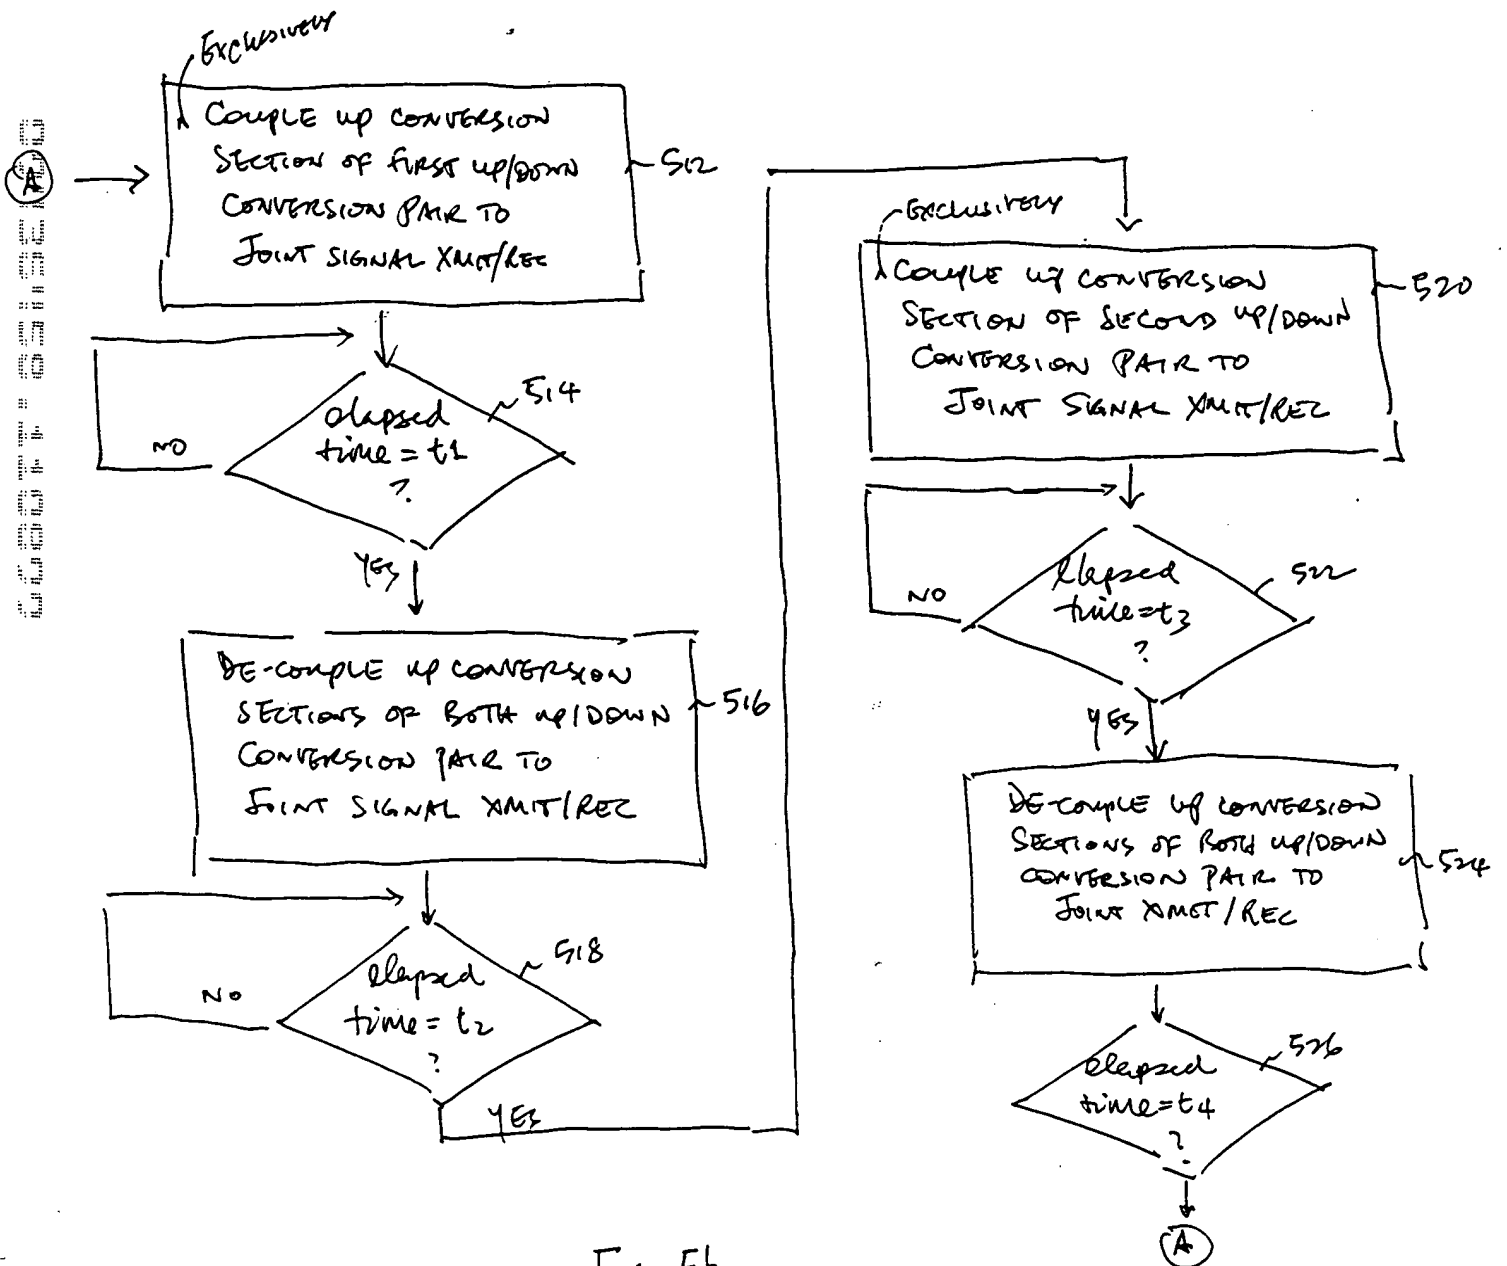 EXCLUSIVELY
A
COUPLE UP CONVERSION
SECTION OF FIRST UP/DOWN
CONVERSION PAIR TO
JOINT SIGNAL XMIT/REC
512
elapsed
time = t1
?
514
NO
YES
DE-COUPLE UP CONVERSION
SECTIONS OF BOTH UP/DOWN
CONVERSION PAIR TO
JOINT SIGNAL XMIT/REC
516
elapsed
time = t2
?
518
NO
YES
EXCLUSIVELY
COUPLE UP CONVERSION
SECTION OF SECOND UP/DOWN
CONVERSION PAIR TO
JOINT SIGNAL XMIT/REC
520
elapsed
time = t3
?
522
NO
YES
DE-COUPLE UP CONVERSION
SECTIONS OF BOTH UP/DOWN
CONVERSION PAIR TO
JOINT XMIT/REC
524
elapsed
time = t4
?
526
A